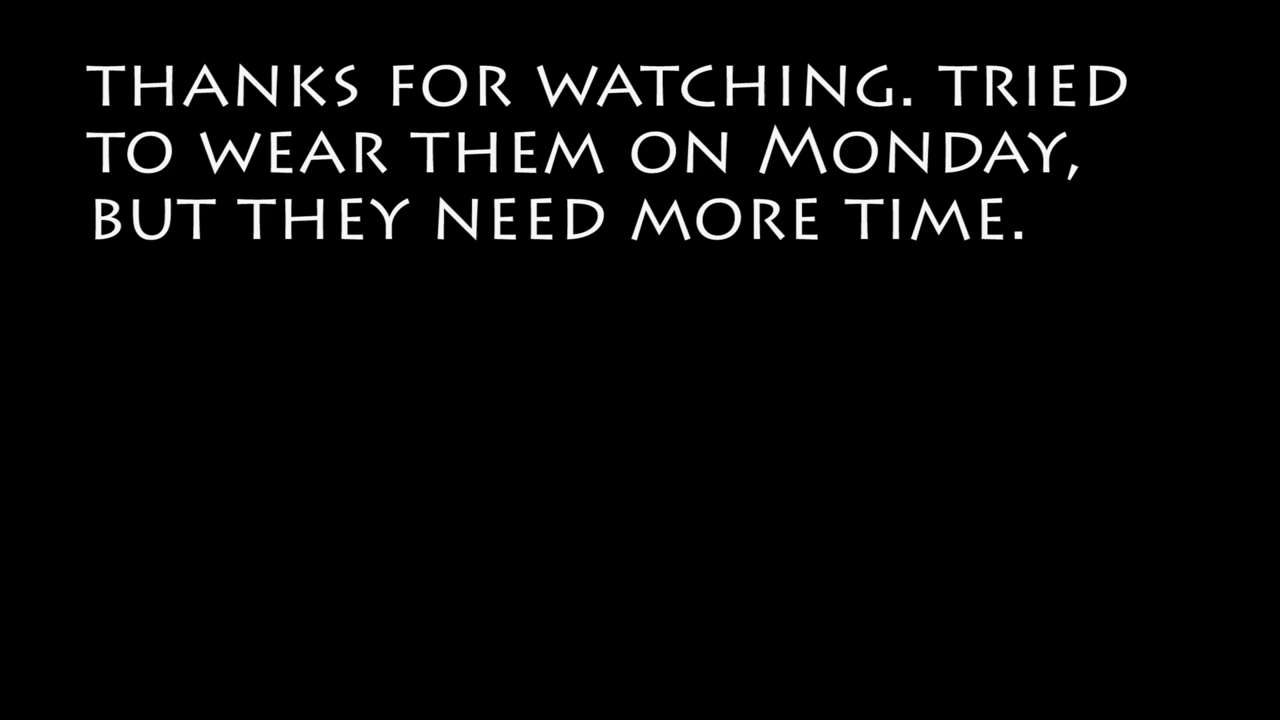 THANKS FOR WATCHING. TRIED
TO WEAR THEM ON MONDAY,
BUT THEY NEED MORE TIME.